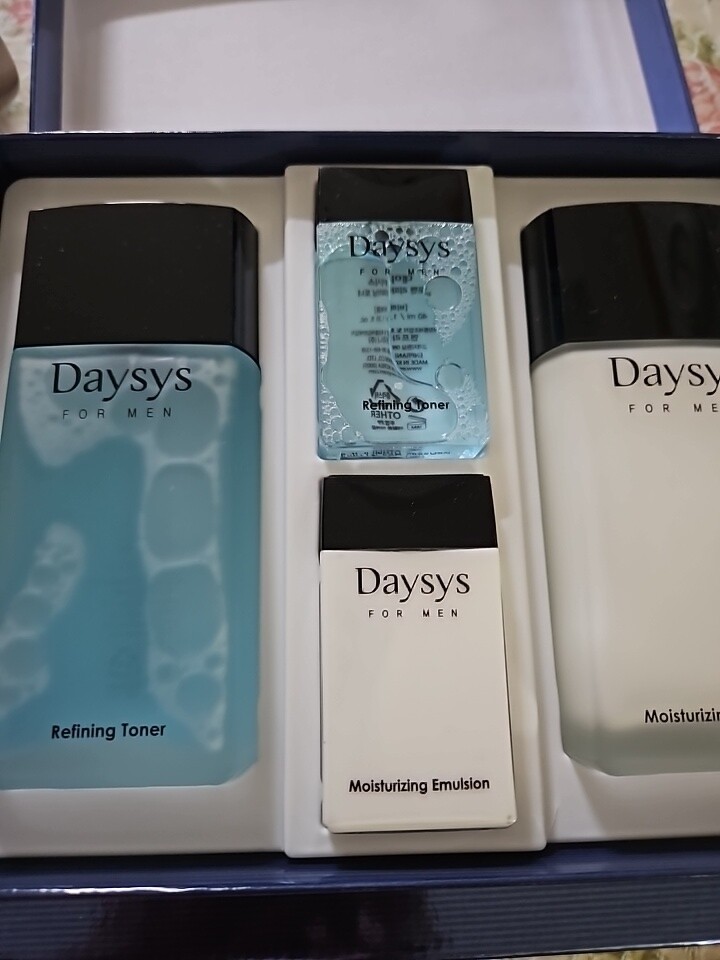 Daysys
FOR MEN
Refining Toner
Daysys
FOR MEN
Refining Toner
Daysys
FOR MEN
Moisturizing Emulsion
Daysy
FOR ME
Moisturizin